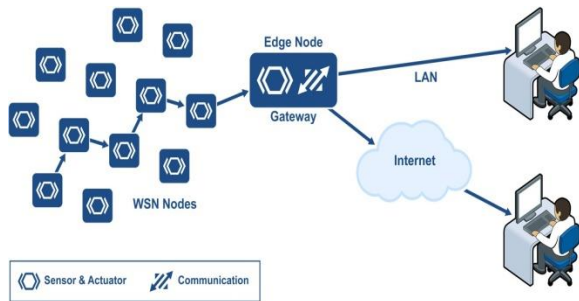 Edge Node
Gateway
LAN
Internet
WSN Nodes
Sensor & Actuator
Communication